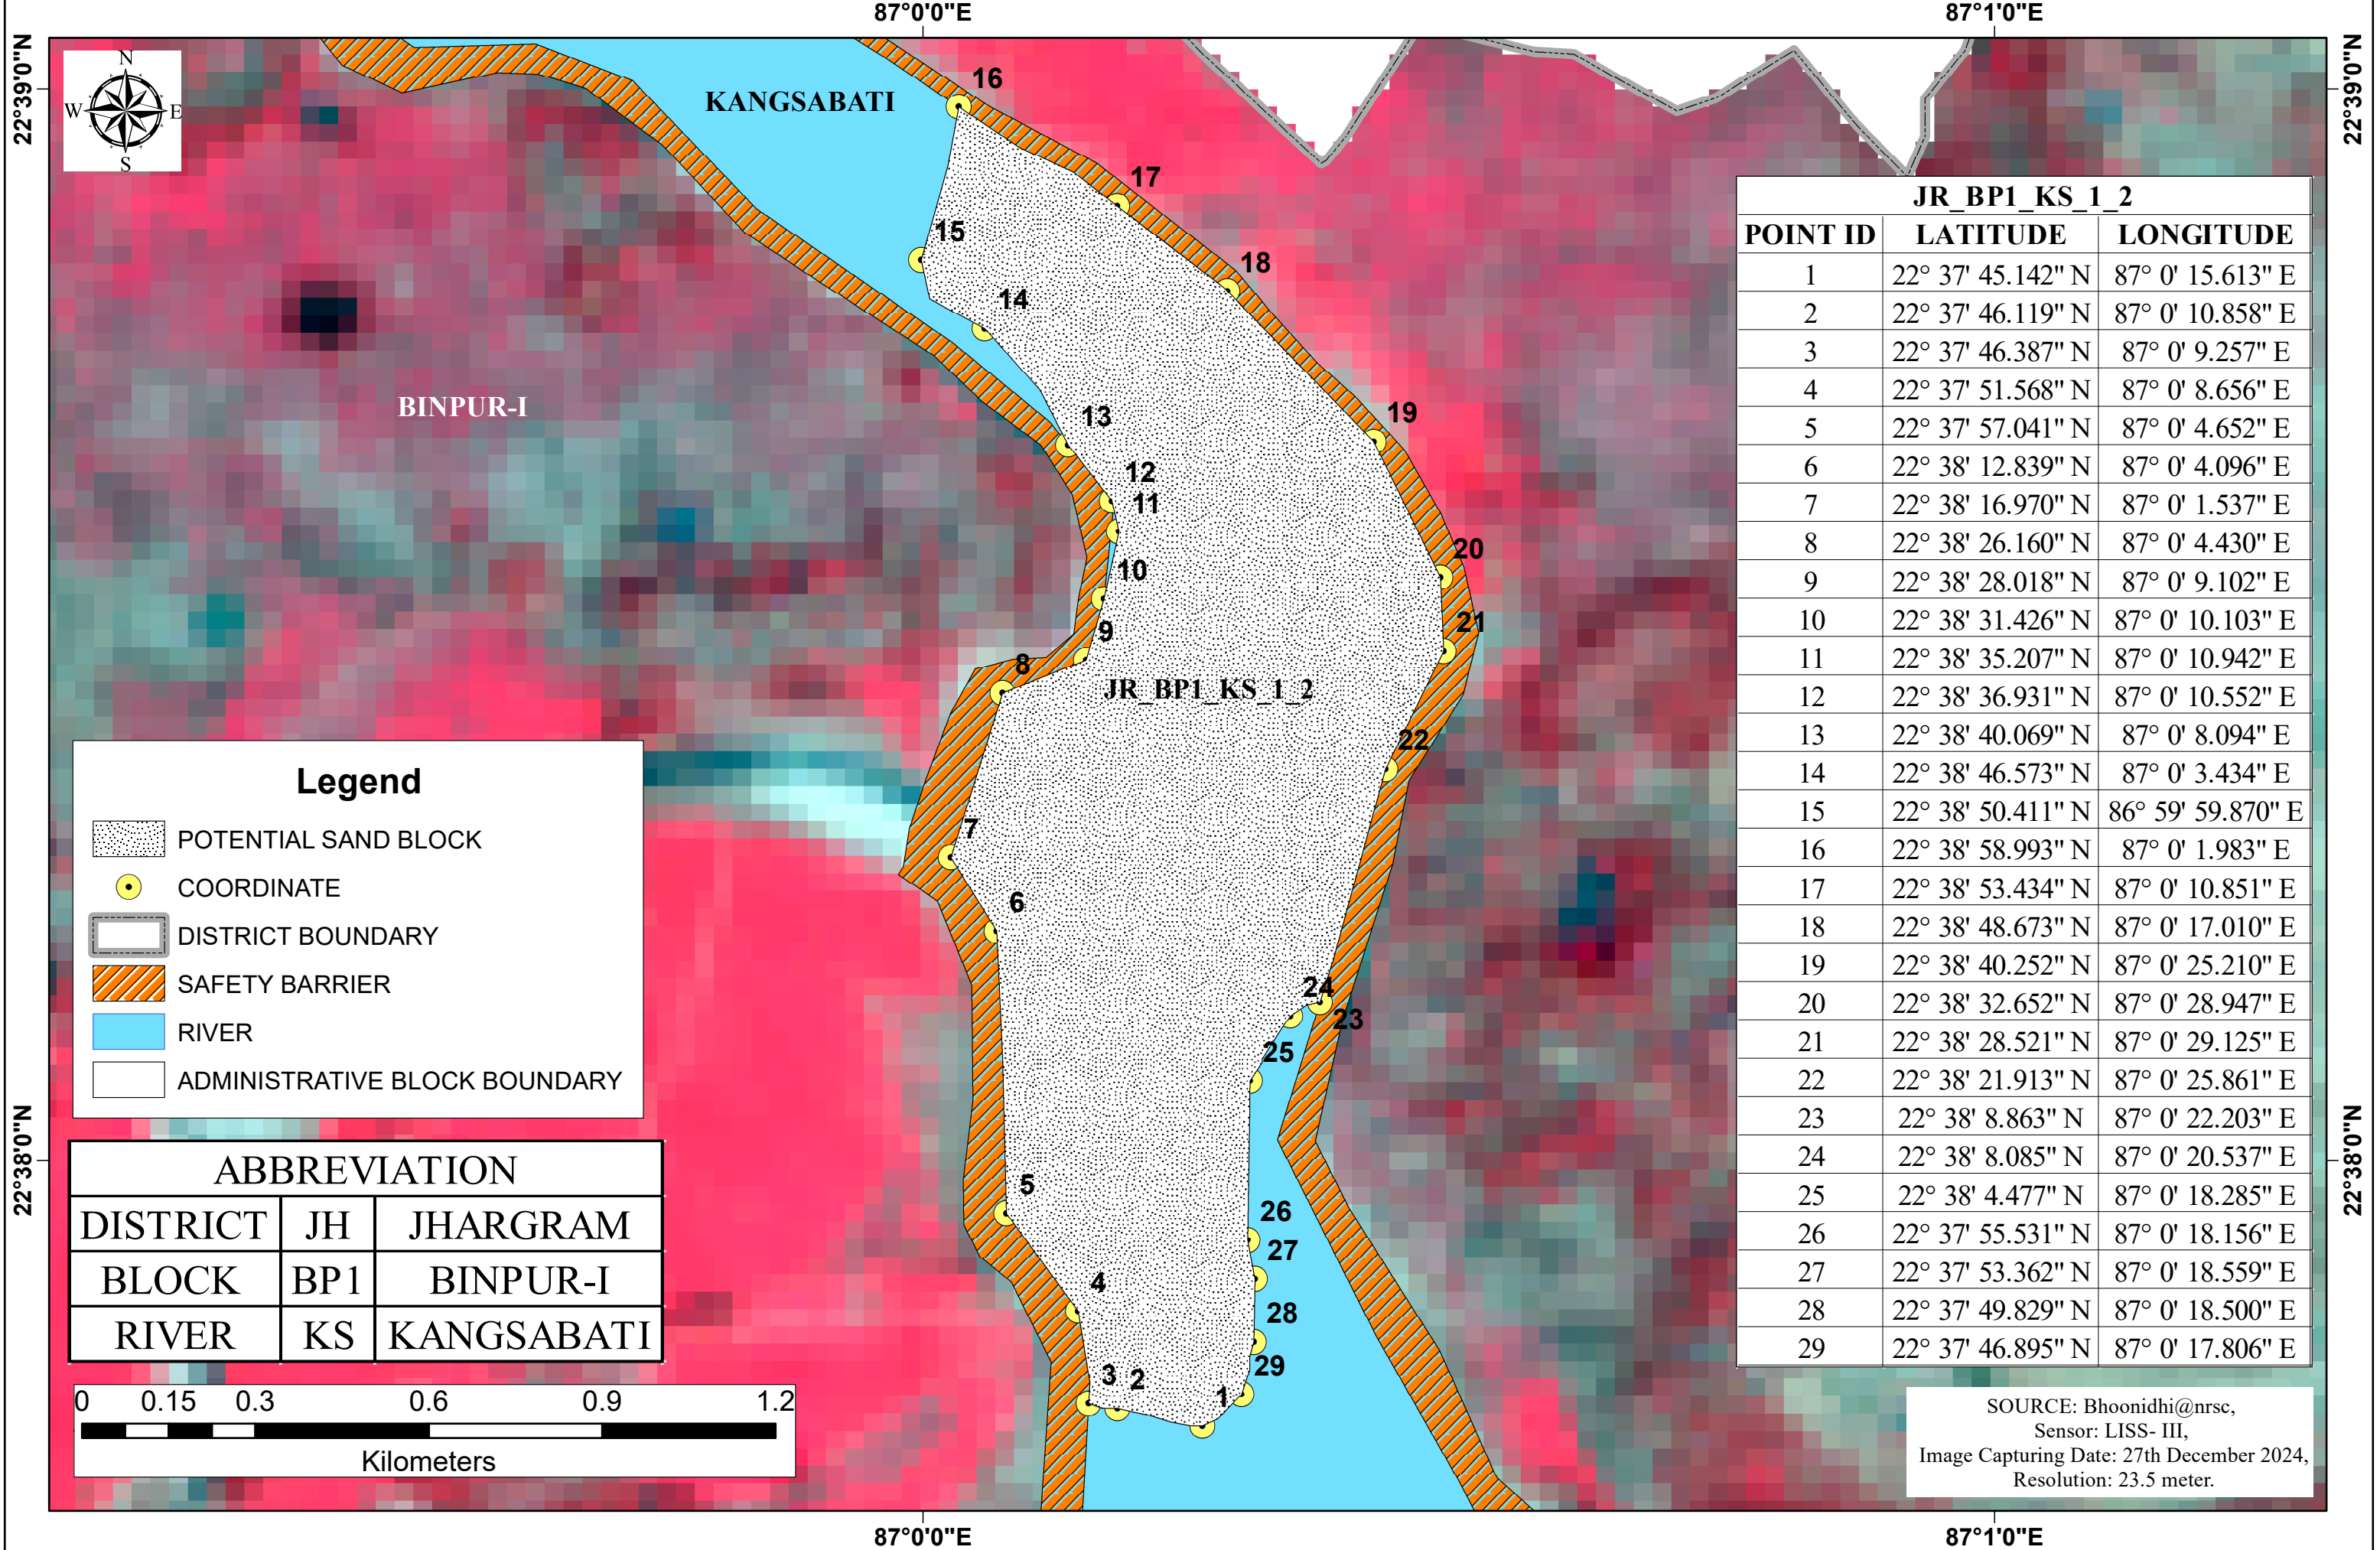 87°0'0"E
87°1'0"E
22°39'0"N
22°39'0"N
N
W
E
S
KANGSABATI
16
17
15
18
14
13
19
12
11
20
10
21
9
8
BINPUR-I
JR_BP1_KS_1_2
22
7
6
24
23
25
5
26
27
4
28
29
3
2
1
JR_BP1_KS_1_2
POINT ID LATITUDE LONGITUDE
1 22° 37' 45.142" N 87° 0' 15.613" E
2 22° 37' 46.119" N 87° 0' 10.858" E
3 22° 37' 46.387" N 87° 0' 9.257" E
4 22° 37' 51.568" N 87° 0' 8.656" E
5 22° 37' 57.041" N 87° 0' 4.652" E
6 22° 38' 12.839" N 87° 0' 4.096" E
7 22° 38' 16.970" N 87° 0' 1.537" E
8 22° 38' 26.160" N 87° 0' 4.430" E
9 22° 38' 28.018" N 87° 0' 9.102" E
10 22° 38' 31.426" N 87° 0' 10.103" E
11 22° 38' 35.207" N 87° 0' 10.942" E
12 22° 38' 36.931" N 87° 0' 10.552" E
13 22° 38' 40.069" N 87° 0' 8.094" E
14 22° 38' 46.573" N 87° 0' 3.434" E
15 22° 38' 50.411" N 86° 59' 59.870" E
16 22° 38' 58.993" N 87° 0' 1.983" E
17 22° 38' 53.434" N 87° 0' 10.851" E
18 22° 38' 48.673" N 87° 0' 17.010" E
19 22° 38' 40.252" N 87° 0' 25.210" E
20 22° 38' 32.652" N 87° 0' 28.947" E
21 22° 38' 28.521" N 87° 0' 29.125" E
22 22° 38' 21.913" N 87° 0' 25.861" E
23 22° 38' 8.863" N 87° 0' 22.203" E
24 22° 38' 8.085" N 87° 0' 20.537" E
25 22° 38' 4.477" N 87° 0' 18.285" E
26 22° 37' 55.531" N 87° 0' 18.156" E
27 22° 37' 53.362" N 87° 0' 18.559" E
28 22° 37' 49.829" N 87° 0' 18.500" E
29 22° 37' 46.895" N 87° 0' 17.806" E
Legend
POTENTIAL SAND BLOCK
COORDINATE
DISTRICT BOUNDARY
SAFETY BARRIER
RIVER
ADMINISTRATIVE BLOCK BOUNDARY
22°38'0"N
22°38'0"N
ABBREVIATION
DISTRICT JH JHARGRAM
BLOCK BP1 BINPUR-I
RIVER KS KANGSABATI
0 0.15 0.3 0.6 0.9 1.2
Kilometers
SOURCE: Bhoonidhi@nrsc,
Sensor: LISS- III,
Image Capturing Date: 27th December 2024,
Resolution: 23.5 meter.
87°0'0"E
87°1'0"E